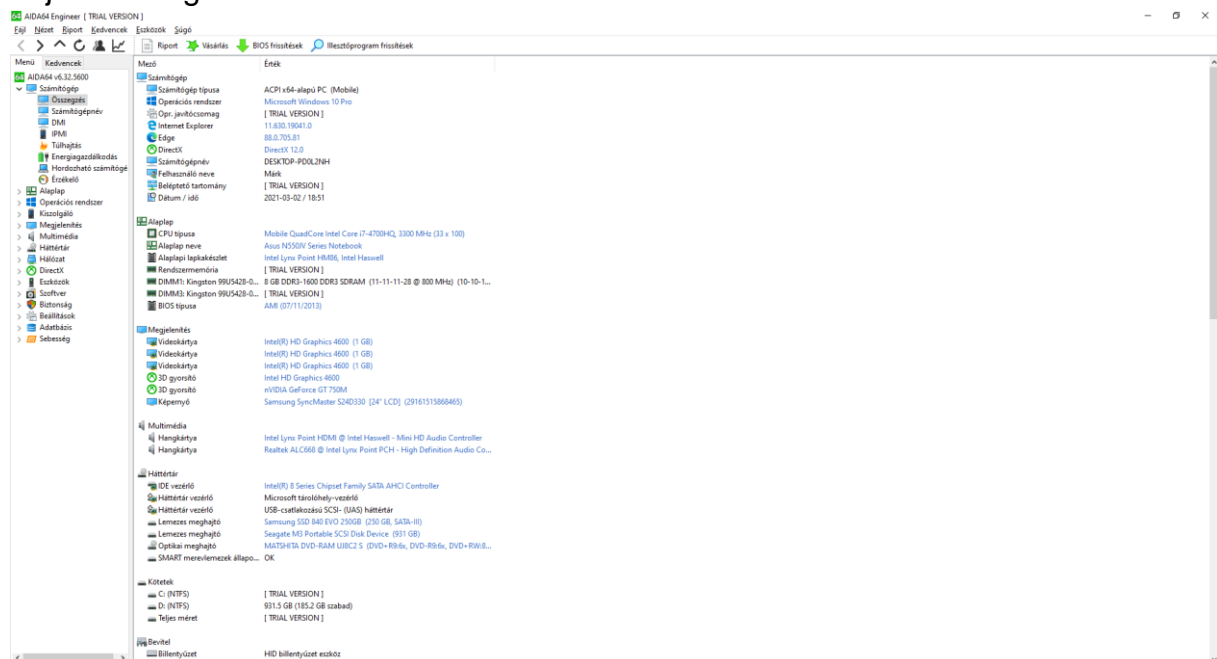 AIDA64 Engineer [ TRIAL VERSION ]
Fájl Nézet Riport Kedvencek Eszközök Súgó
Riport Vásárlás BIOS frissítések Illesztőprogram frissítések
Menü Kedvencek
AIDA64 v6.32.5600
Számítógép
Összegzés
Számítógépnév
DMI
IPMI
Túlhajtás
Energiagazdálkodás
Hordozható számítógé
Érzékelő
Alaplap
Operációs rendszer
Kiszolgáló
Megjelenítés
Multimédia
Háttértár
Hálózat
DirectX
Eszközök
Szoftver
Biztonság
Beállítások
Adatbázis
Sebesség
Mező Érték
Számítógép
Számítógép típusa ACPI x64-alapú PC (Mobile)
Operációs rendszer Microsoft Windows 10 Pro
Opr. javítócsomag [ TRIAL VERSION ]
Internet Explorer 11.630.19041.0
Edge 88.0.705.81
DirectX DirectX 12.0
Számítógépnév DESKTOP-PD0L2NH
Felhasználó neve Márk
Beléptető tartomány [ TRIAL VERSION ]
Dátum / idő 2021-03-02 / 18:51
Alaplap
CPU típusa Mobile QuadCore Intel Core i7-4700HQ, 3300 MHz (33 x 100)
Alaplap neve Asus N550JV Series Notebook
Alaplapi lapkakészlet Intel Lynx Point HM86, Intel Haswell
Rendszermemória [ TRIAL VERSION ]
DIMM1: Kingston 99U5428-0... 8 GB DDR3-1600 DDR3 SDRAM (11-11-11-28 @ 800 MHz) (10-10-1...
DIMM3: Kingston 99U5428-0... [ TRIAL VERSION ]
BIOS típusa AMI (07/11/2013)
Megjelenítés
Videokártya Intel(R) HD Graphics 4600 (1 GB)
Videokártya Intel(R) HD Graphics 4600 (1 GB)
Videokártya Intel(R) HD Graphics 4600 (1 GB)
3D gyorsító Intel HD Graphics 4600
3D gyorsító nVIDIA GeForce GT 750M
Képernyő Samsung SyncMaster S24D330 [24" LCD] (29161515868465)
Multimédia
Hangkártya Intel Lynx Point HDMI @ Intel Haswell - Mini HD Audio Controller
Hangkártya Realtek ALC668 @ Intel Lynx Point PCH - High Definition Audio Co...
Háttértár
IDE vezérlő Intel(R) 8 Series Chipset Family SATA AHCI Controller
Háttértár vezérlő Microsoft tárolóhely-vezérlő
Háttértár vezérlő USB-csatlakozású SCSI- (UAS) háttértár
Lemezes meghajtó Samsung SSD 840 EVO 250GB (250 GB, SATA-III)
Lemezes meghajtó Seagate M3 Portable SCSI Disk Device (931 GB)
Optikai meghajtó MATSHITA DVD-RAM UJ8C2 S (DVD+R9:6x, DVD-R9:6x, DVD+RW:8...
SMART merevlemezek állapo... OK
Kötetek
C: (NTFS) [ TRIAL VERSION ]
D: (NTFS) 931.5 GB (185.2 GB szabad)
Teljes méret [ TRIAL VERSION ]
Bevitel
Billentyűzet HID billentyűzet eszköz